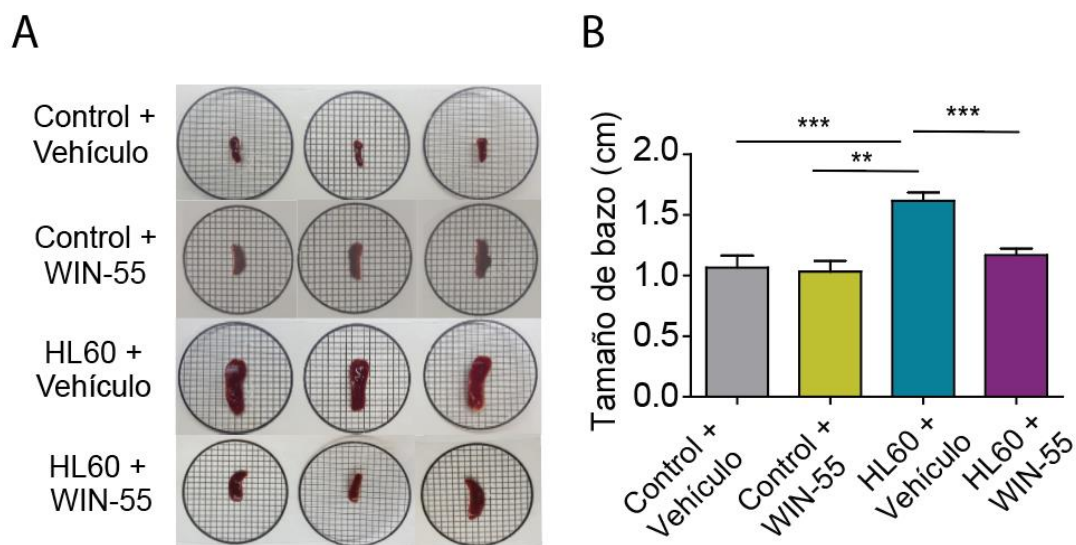 A
Control +
Vehículo
Control +
WIN-55
HL60 +
Vehículo
HL60 +
WIN-55
B
***
***
**
Tamaño de bazo (cm)
2.0
1.5
1.0
0.5
0.0
Control +
Vehículo
Control +
WIN-55
HL60 +
Vehículo
HL60 +
WIN-55